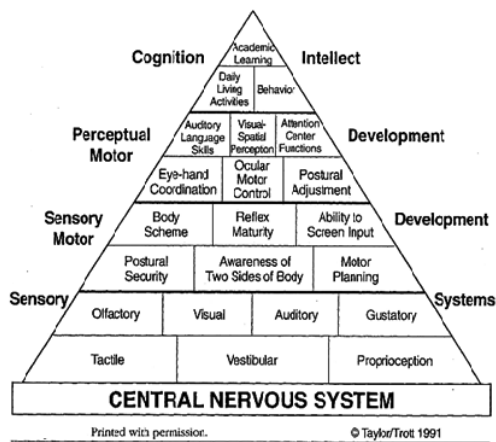 Academic
Learning
Cognition
Intellect
Daily
Living
Activities
Behavior
Perceptual
Motor
Auditory
Language
Skills
Visual-
Spatial
Percepton
Attention
Center
Functions
Development
Eye-hand
Coordination
Ocular
Motor
Control
Postural
Adjustment
Sensory
Motor
Body
Scheme
Reflex
Maturity
Ability to
Screen Input
Development
Postural
Security
Awareness of
Two Sides of Body
Motor
Planning
Sensory
Systems
Olfactory
Visual
Auditory
Gustatory
Tactile
Vestibular
Proprioception
CENTRAL NERVOUS SYSTEM
Printed with permission.
© Taylor/Trott 1991